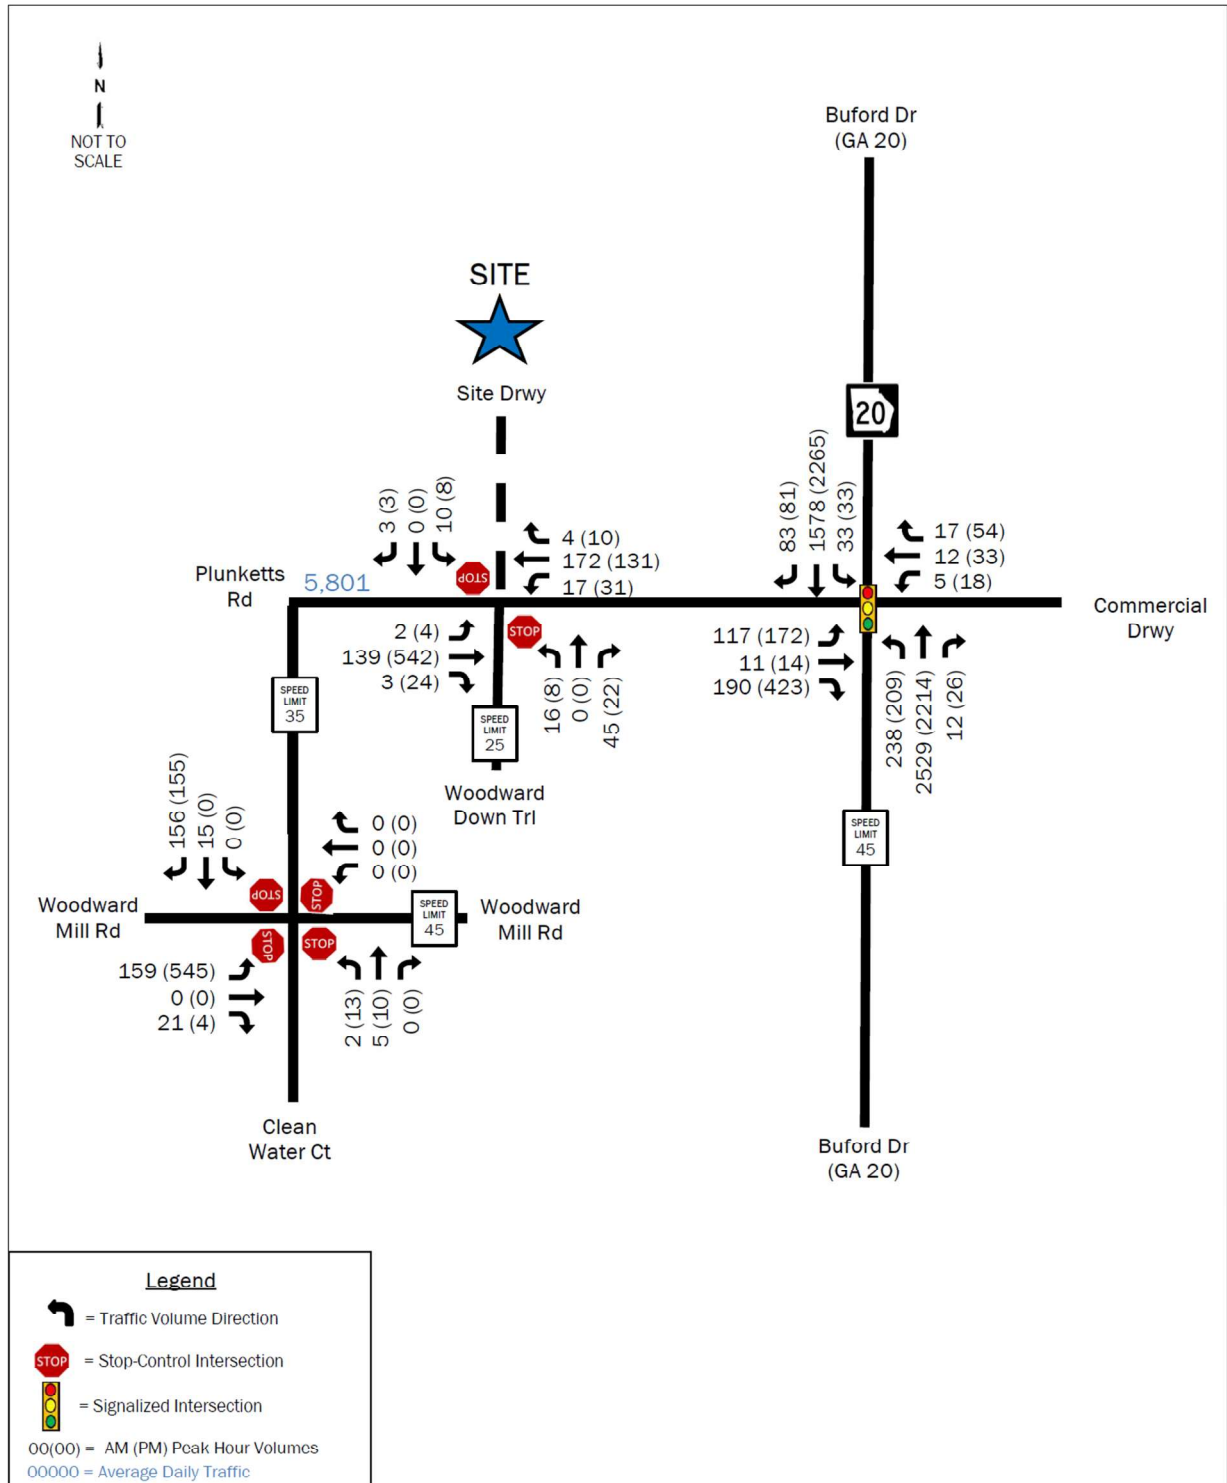 N
NOT TO
SCALE
Buford Dr
(GA 20)
SITE
Site Drwy
20
3 (3)
0 (0)
10 (8)
4 (10)
172 (131)
17 (31)
83 (81)
1578 (2265)
33 (33)
17 (54)
12 (33)
5 (18)
Plunketts
Rd
5,801
STOP
STOP
2 (4)
139 (542)
3 (24)
16 (8)
0 (0)
45 (22)
117 (172)
11 (14)
190 (423)
238 (209)
2529 (2214)
12 (26)
Commercial
Drwy
SPEED
LIMIT
35
SPEED
LIMIT
25
Woodward
Down Trl
SPEED
LIMIT
45
156 (155)
15 (0)
0 (0)
0 (0)
0 (0)
0 (0)
STOP
STOP
Woodward
Mill Rd
SPEED
LIMIT
45
Woodward
Mill Rd
STOP
STOP
159 (545)
0 (0)
21 (4)
2 (13)
5 (10)
0 (0)
Clean
Water Ct
Buford Dr
(GA 20)
Legend
= Traffic Volume Direction
STOP
= Stop-Control Intersection
= Signalized Intersection
00(00) = AM (PM) Peak Hour Volumes
00000 = Average Daily Traffic